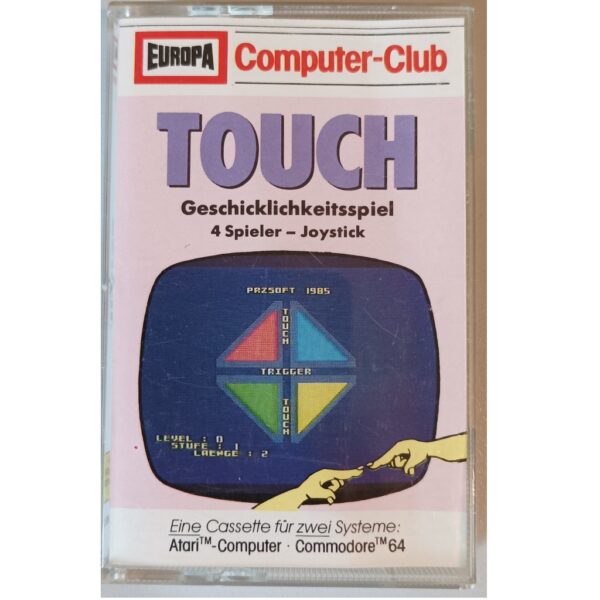 EUROPA
Computer-Club
TOUCH
Geschicklichkeitsspiel
4 Spieler – Joystick
PRZSOFT 1985
TOUCH
TRIGGER
TOUCH
LEVEL : 0
STUFE : 1
LAENGE : 2
Eine Cassette für zwei Systeme:
Atari™-Computer · Commodore™ 64